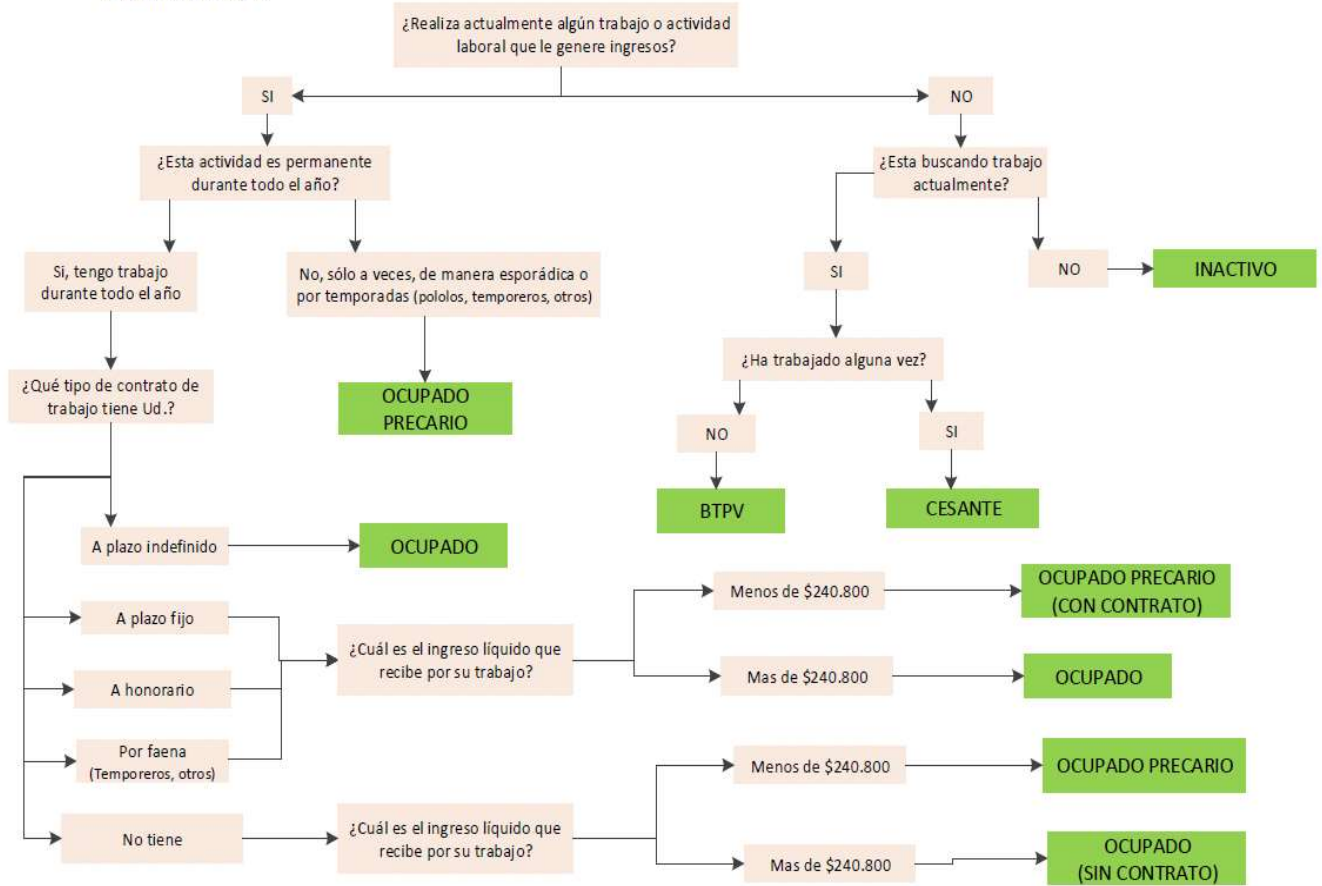 ¿Realiza actualmente algún trabajo o actividad
laboral que le genere ingresos?
SI
NO
¿Esta actividad es permanente
durante todo el año?
¿Esta buscando trabajo
actualmente?
Si, tengo trabajo
durante todo el año
No, sólo a veces, de manera esporádica o
por temporadas (pololos, temporeros, otros)
SI
NO
INACTIVO
¿Qué tipo de contrato de
trabajo tiene Ud.?
OCUPADO
PRECARIO
¿Ha trabajado alguna vez?
NO
SI
BTPV
CESANTE
A plazo indefinido
OCUPADO
A plazo fijo
A honorario
Por faena
(Temporeros, otros)
¿Cuál es el ingreso líquido que
recibe por su trabajo?
Menos de $240.800
OCUPADO PRECARIO
(CON CONTRATO)
Mas de $240.800
OCUPADO
No tiene
¿Cuál es el ingreso líquido que
recibe por su trabajo?
Menos de $240.800
OCUPADO PRECARIO
Mas de $240.800
OCUPADO
(SIN CONTRATO)